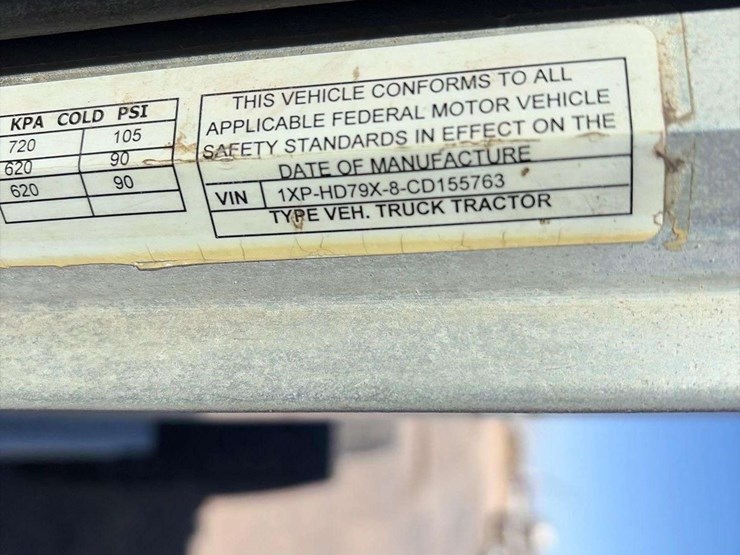 KPA COLD PSI
720 105
620 90
620 90
THIS VEHICLE CONFORMS TO ALL
APPLICABLE FEDERAL MOTOR VEHICLE
SAFETY STANDARDS IN EFFECT ON THE
DATE OF MANUFACTURE
VIN 1XP-HD79X-8-CD155763
TYPE VEH. TRUCK TRACTOR